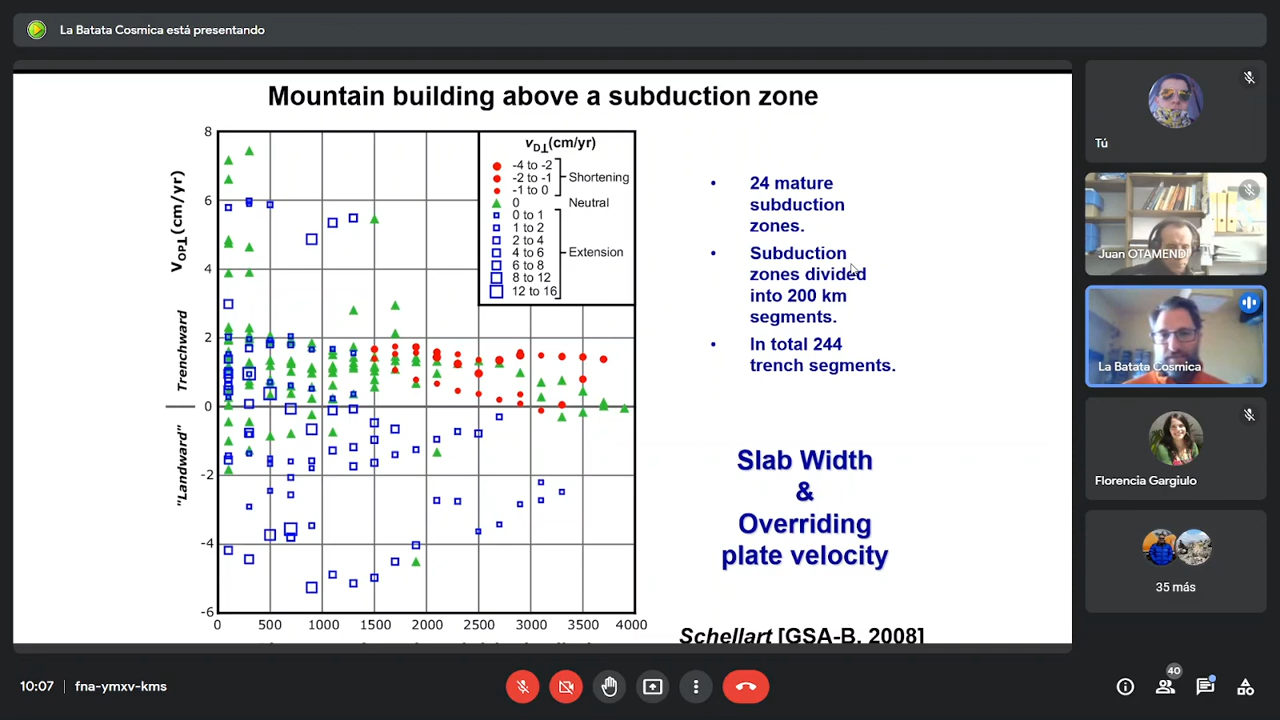 La Batata Cosmica está presentando
Mountain building above a subduction zone
8
6
4
2
0
-2
-4
-6
VOP⊥(cm/yr)
Trenchward
"Landward"
vD⊥(cm/yr)
-4 to -2
-2 to -1
-1 to 0
Shortening
0
Neutral
0 to 1
1 to 2
2 to 4
4 to 6
6 to 8
8 to 12
12 to 16
Extension
0 500 1000 1500 2000 2500 3000 3500 4000
• 24 mature
subduction
zones.
• Subduction
zones divided
into 200 km
segments.
• In total 244
trench segments.
Slab Width
&
Overriding
plate velocity
Schellart [GSA-B, 2008]
Tú
Juan OTAMENDI
La Batata Cosmica
Florencia Gargiulo
35 más
10:07 | fna-ymxv-kms
40